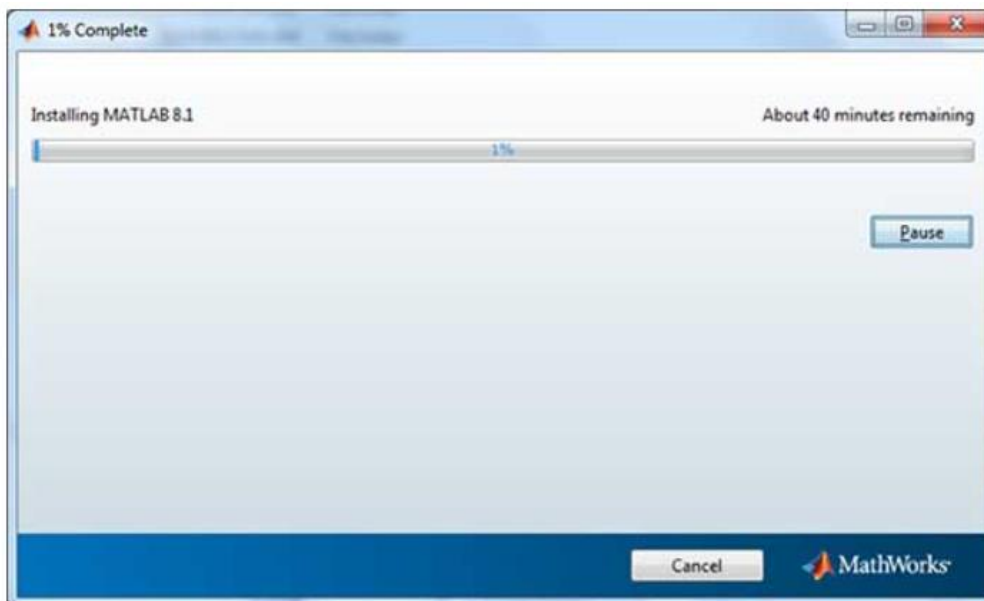 1% Complete
Installing MATLAB 8.1
About 40 minutes remaining
1%
Pause
Cancel
MathWorks